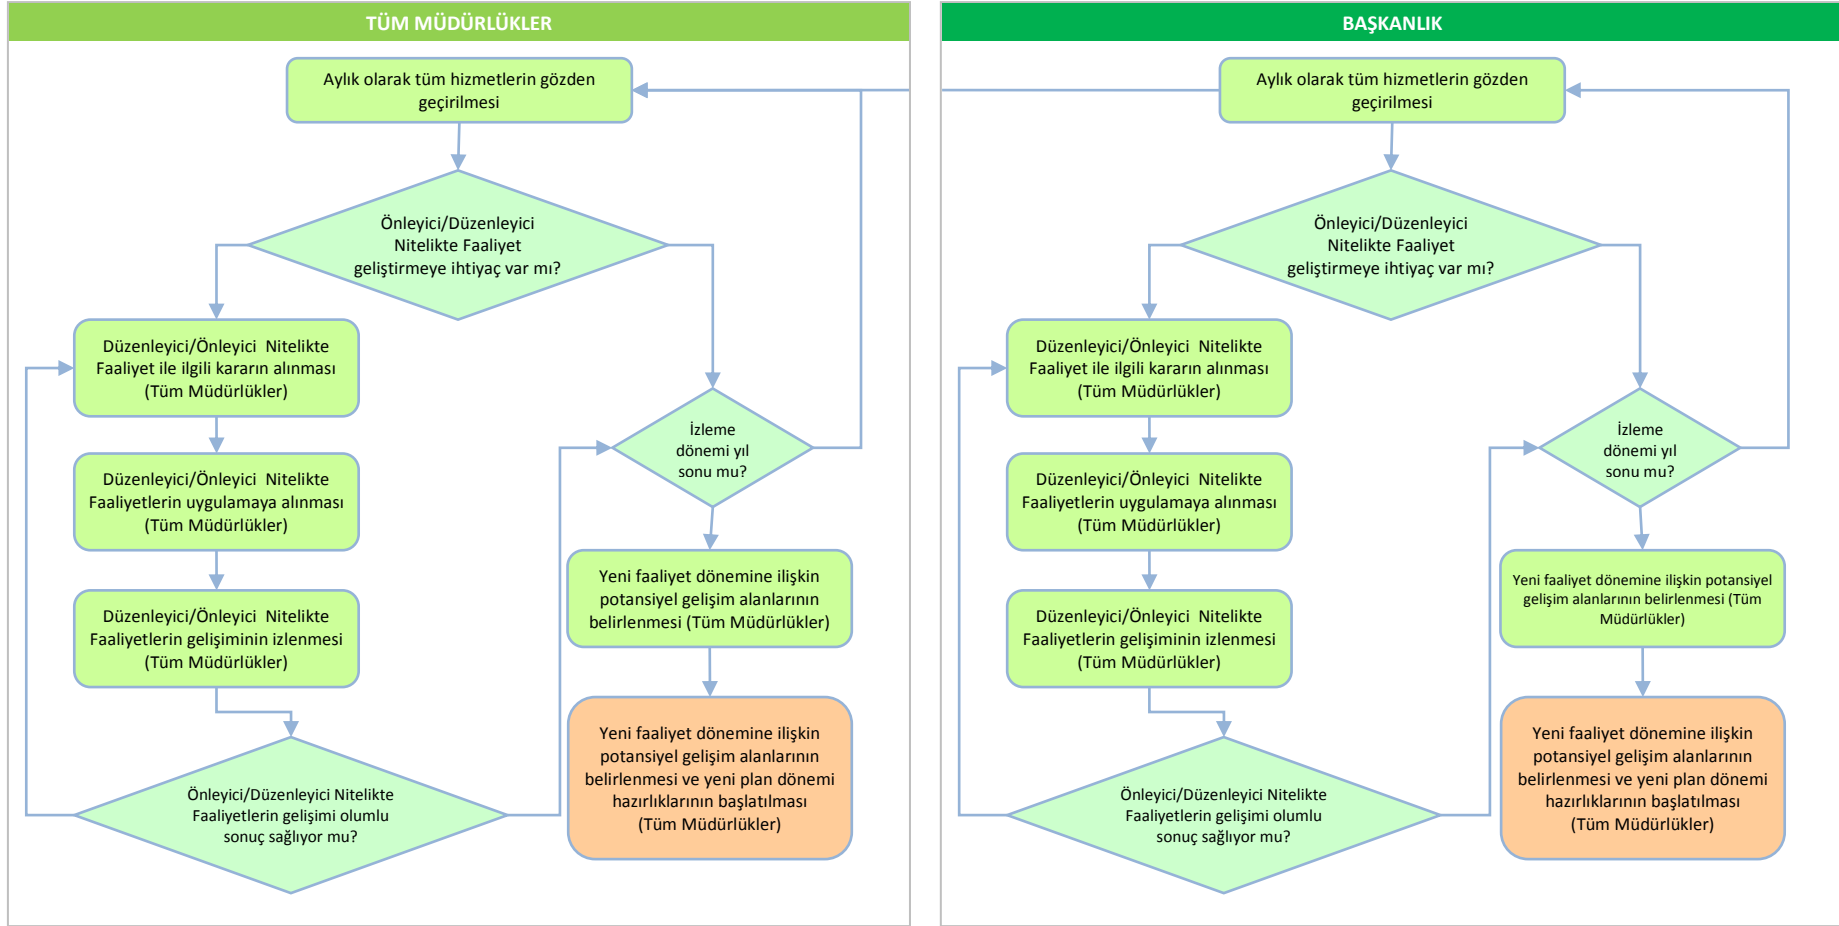 TÜM MÜDÜRLÜKLER
Aylık olarak tüm hizmetlerin gözden
geçirilmesi
Önleyici/Düzenleyici
Nitelikte Faaliyet
geliştirmeye ihtiyaç var mı?
Düzenleyici/Önleyici Nitelikte
Faaliyet ile ilgili kararın alınması
(Tüm Müdürlükler)
Düzenleyici/Önleyici Nitelikte
Faaliyetlerin uygulamaya alınması
(Tüm Müdürlükler)
Düzenleyici/Önleyici Nitelikte
Faaliyetlerin gelişiminin izlenmesi
(Tüm Müdürlükler)
Önleyici/Düzenleyici Nitelikte
Faaliyetlerin gelişimi olumlu
sonuç sağlıyor mu?
İzleme
dönemi yıl
sonu mu?
Yeni faaliyet dönemine ilişkin
potansiyel gelişim alanlarının
belirlenmesi (Tüm Müdürlükler)
Yeni faaliyet dönemine ilişkin
potansiyel gelişim alanlarının
belirlenmesi ve yeni plan dönemi
hazırlıklarının başlatılması
(Tüm Müdürlükler)
BAŞKANLIK
Aylık olarak tüm hizmetlerin gözden
geçirilmesi
Önleyici/Düzenleyici
Nitelikte Faaliyet
geliştirmeye ihtiyaç var mı?
Düzenleyici/Önleyici Nitelikte
Faaliyet ile ilgili kararın alınması
(Tüm Müdürlükler)
Düzenleyici/Önleyici Nitelikte
Faaliyetlerin uygulamaya alınması
(Tüm Müdürlükler)
Düzenleyici/Önleyici Nitelikte
Faaliyetlerin gelişiminin izlenmesi
(Tüm Müdürlükler)
Önleyici/Düzenleyici Nitelikte
Faaliyetlerin gelişimi olumlu
sonuç sağlıyor mu?
İzleme
dönemi yıl
sonu mu?
Yeni faaliyet dönemine ilişkin potansiyel
gelişim alanlarının belirlenmesi (Tüm
Müdürlükler)
Yeni faaliyet dönemine ilişkin
potansiyel gelişim alanlarının
belirlenmesi ve yeni plan dönemi
hazırlıklarının başlatılması
(Tüm Müdürlükler)